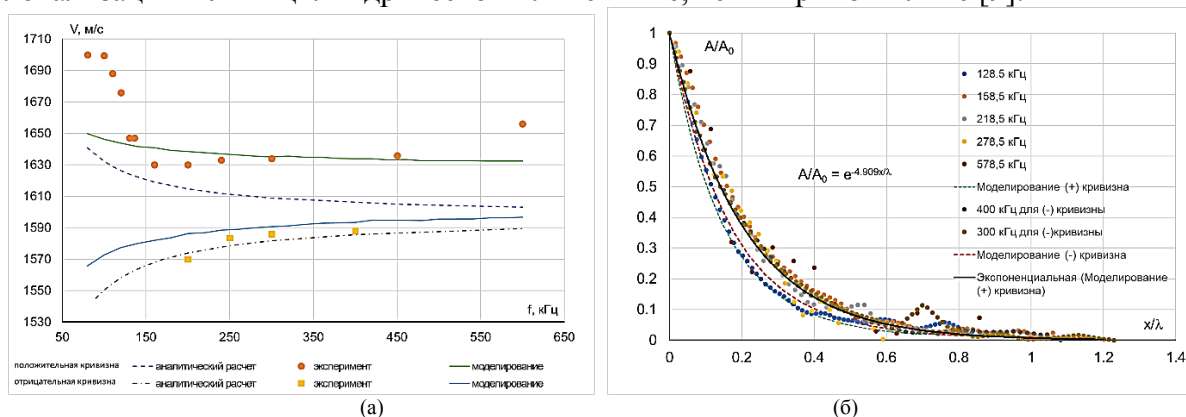 V, м/с
1710
1690
1670
1650
1630
1610
1590
1570
1550
1530
50
150
250
350
450
550
650
f, кГц
положительная кривизна
аналитический расчет
эксперимент
моделирование
отрицательная кривизна
аналитический расчет
эксперимент
моделирование
(а)
A/A0
1
0.9
0.8
0.7
0.6
0.5
0.4
0.3
0.2
0.1
0
0
0.2
0.4
0.6
0.8
1
1.2
1.4
x/λ
A/A0 = e-4.909x/λ
128.5 кГц
158,5 кГц
218,5 кГц
278,5 кГц
578,5 кГц
Моделирование (+) кривизна
400 кГц для (-) кривизны
300 кГц для (-)кривизны
Моделирование (-) кривизна
Экспоненциальная (Моделирование
(+) кривизна)
(б)